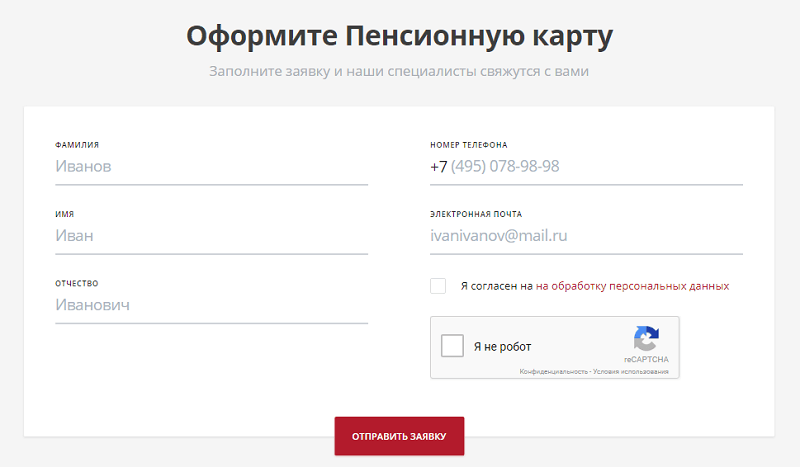 Оформите Пенсионную карту
Заполните заявку и наши специалисты свяжутся с вами
ФАМИЛИЯ
Иванов
ИМЯ
Иван
ОТЧЕСТВО
Иванович
НОМЕР ТЕЛЕФОНА
+7 (495) 078-98-98
ЭЛЕКТРОННАЯ ПОЧТА
ivanivanov@mail.ru
Я согласен на на обработку персональных данных
Я не робот
reCAPTCHA
Конфиденциальность - Условия использования
ОТПРАВИТЬ ЗАЯВКУ